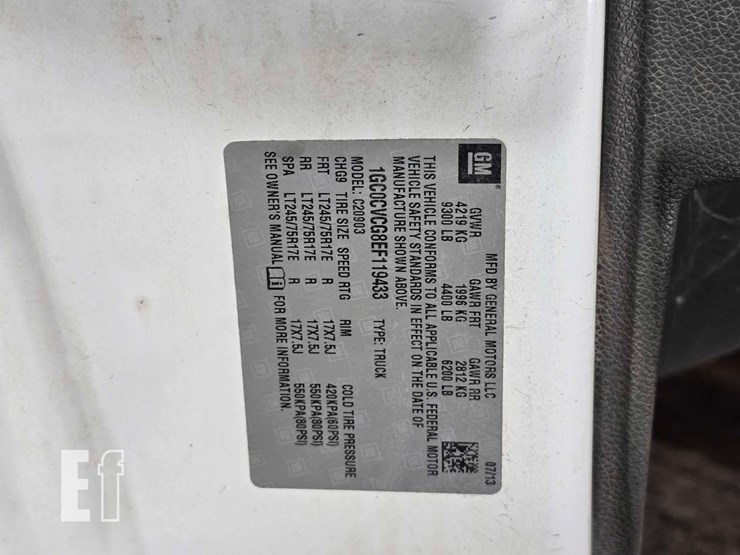 GM®
MFD BY GENERAL MOTORS LLC 07/13
GVWR GAWR FRT GAWR RR
4219 KG 1996 KG 2812 KG
9300 LB 4400 LB 6200 LB
THIS VEHICLE CONFORMS TO ALL APPLICABLE U.S. FEDERAL MOTOR
VEHICLE SAFETY STANDARDS IN EFFECT ON THE DATE OF
MANUFACTURE SHOWN ABOVE.
1GC0CVCG8EF119433 TYPE: TRUCK
MODEL: C20903
CHG9 TIRE SIZE SPEED RTG RIM COLD TIRE PRESSURE
FRT LT245/75R17E R 17X7.5J 420KPA(60PSI)
RR LT245/75R17E R 17X7.5J 550KPA(80PSI)
SPA LT245/75R17E R 17X7.5J 550KPA(80PSI)
SEE OWNER'S MANUAL i FOR MORE INFORMATION.
Ef